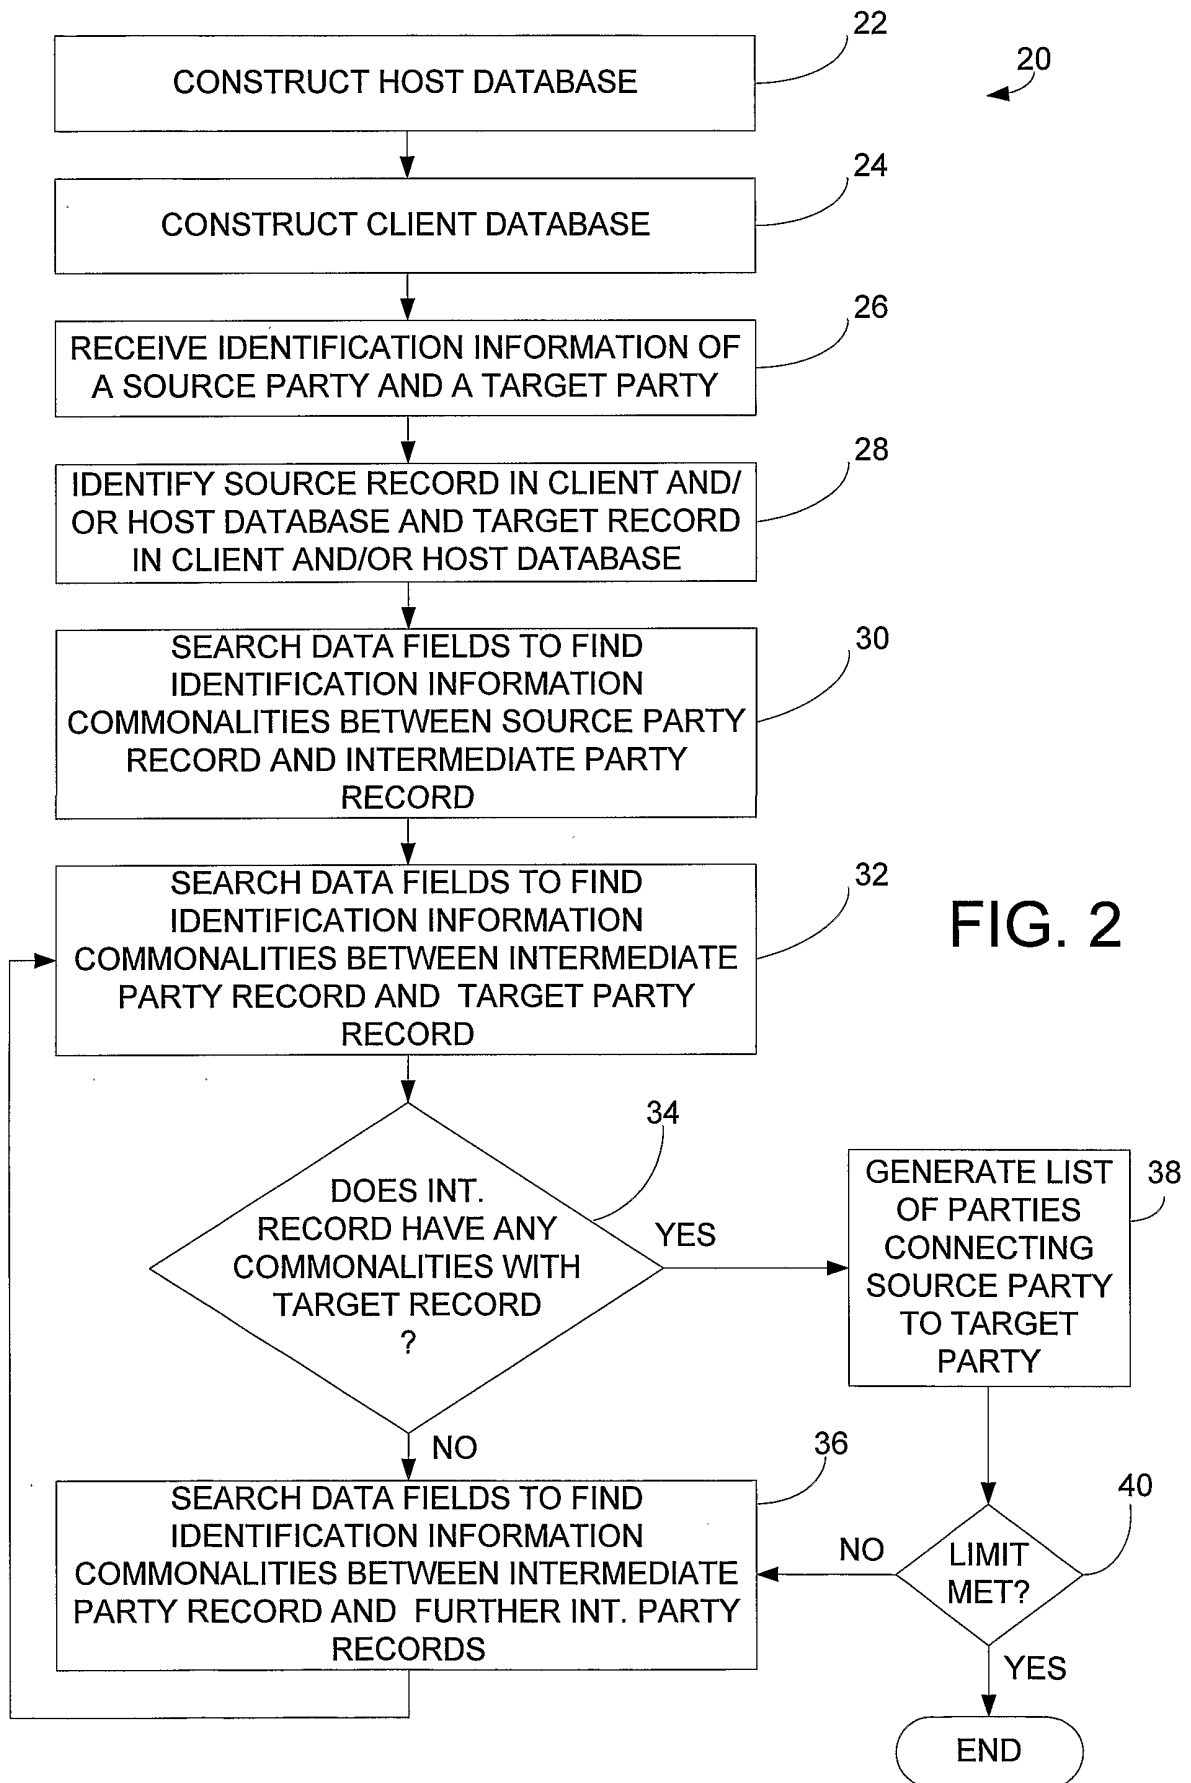 22
CONSTRUCT HOST DATABASE
20
24
CONSTRUCT CLIENT DATABASE
26
RECEIVE IDENTIFICATION INFORMATION OF
A SOURCE PARTY AND A TARGET PARTY
28
IDENTIFY SOURCE RECORD IN CLIENT AND/
OR HOST DATABASE AND TARGET RECORD
IN CLIENT AND/OR HOST DATABASE
30
SEARCH DATA FIELDS TO FIND
IDENTIFICATION INFORMATION
COMMONALITIES BETWEEN SOURCE PARTY
RECORD AND INTERMEDIATE PARTY
RECORD
32
SEARCH DATA FIELDS TO FIND
IDENTIFICATION INFORMATION
COMMONALITIES BETWEEN INTERMEDIATE
PARTY RECORD AND TARGET PARTY
RECORD
FIG. 2
34
DOES INT.
RECORD HAVE ANY
COMMONALITIES WITH
TARGET RECORD
?
YES
38
GENERATE LIST
OF PARTIES
CONNECTING
SOURCE PARTY
TO TARGET
PARTY
NO
36
SEARCH DATA FIELDS TO FIND
IDENTIFICATION INFORMATION
COMMONALITIES BETWEEN INTERMEDIATE
PARTY RECORD AND FURTHER INT. PARTY
RECORDS
40
LIMIT
MET?
NO
YES
END